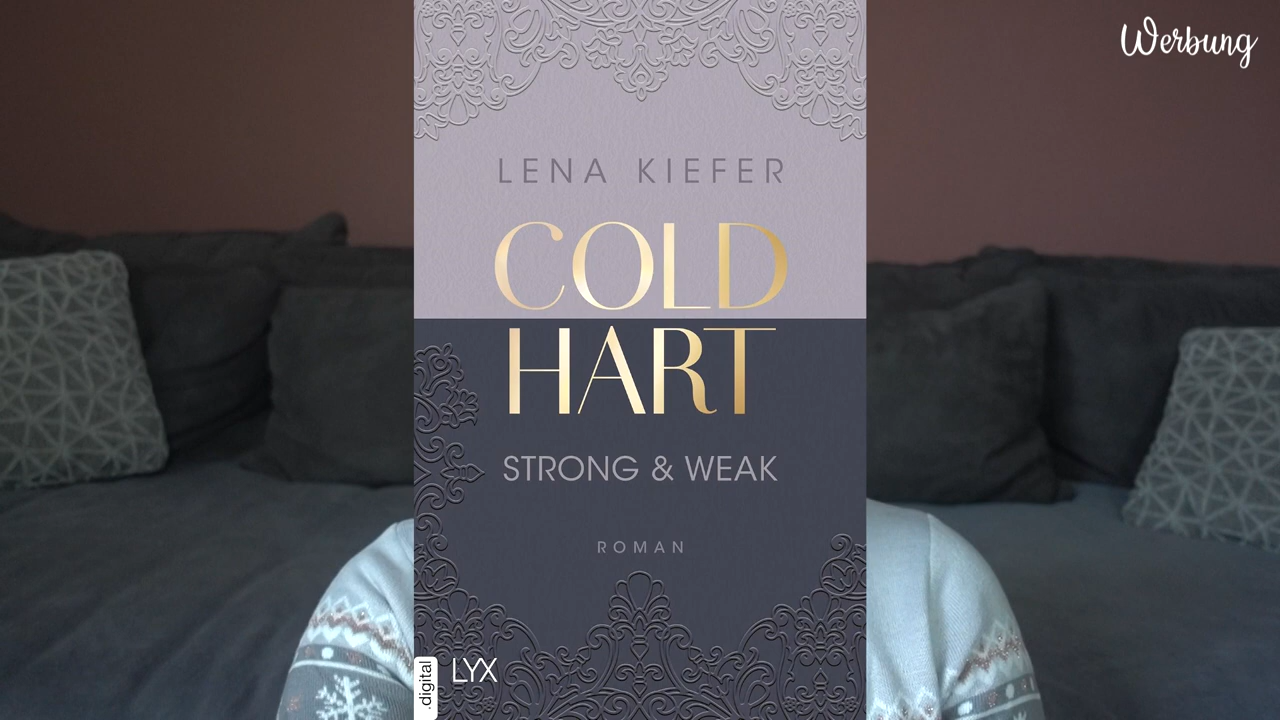 Werbung
LENA KIEFER
COLD
HART
STRONG & WEAK
ROMAN
.digital
LYX